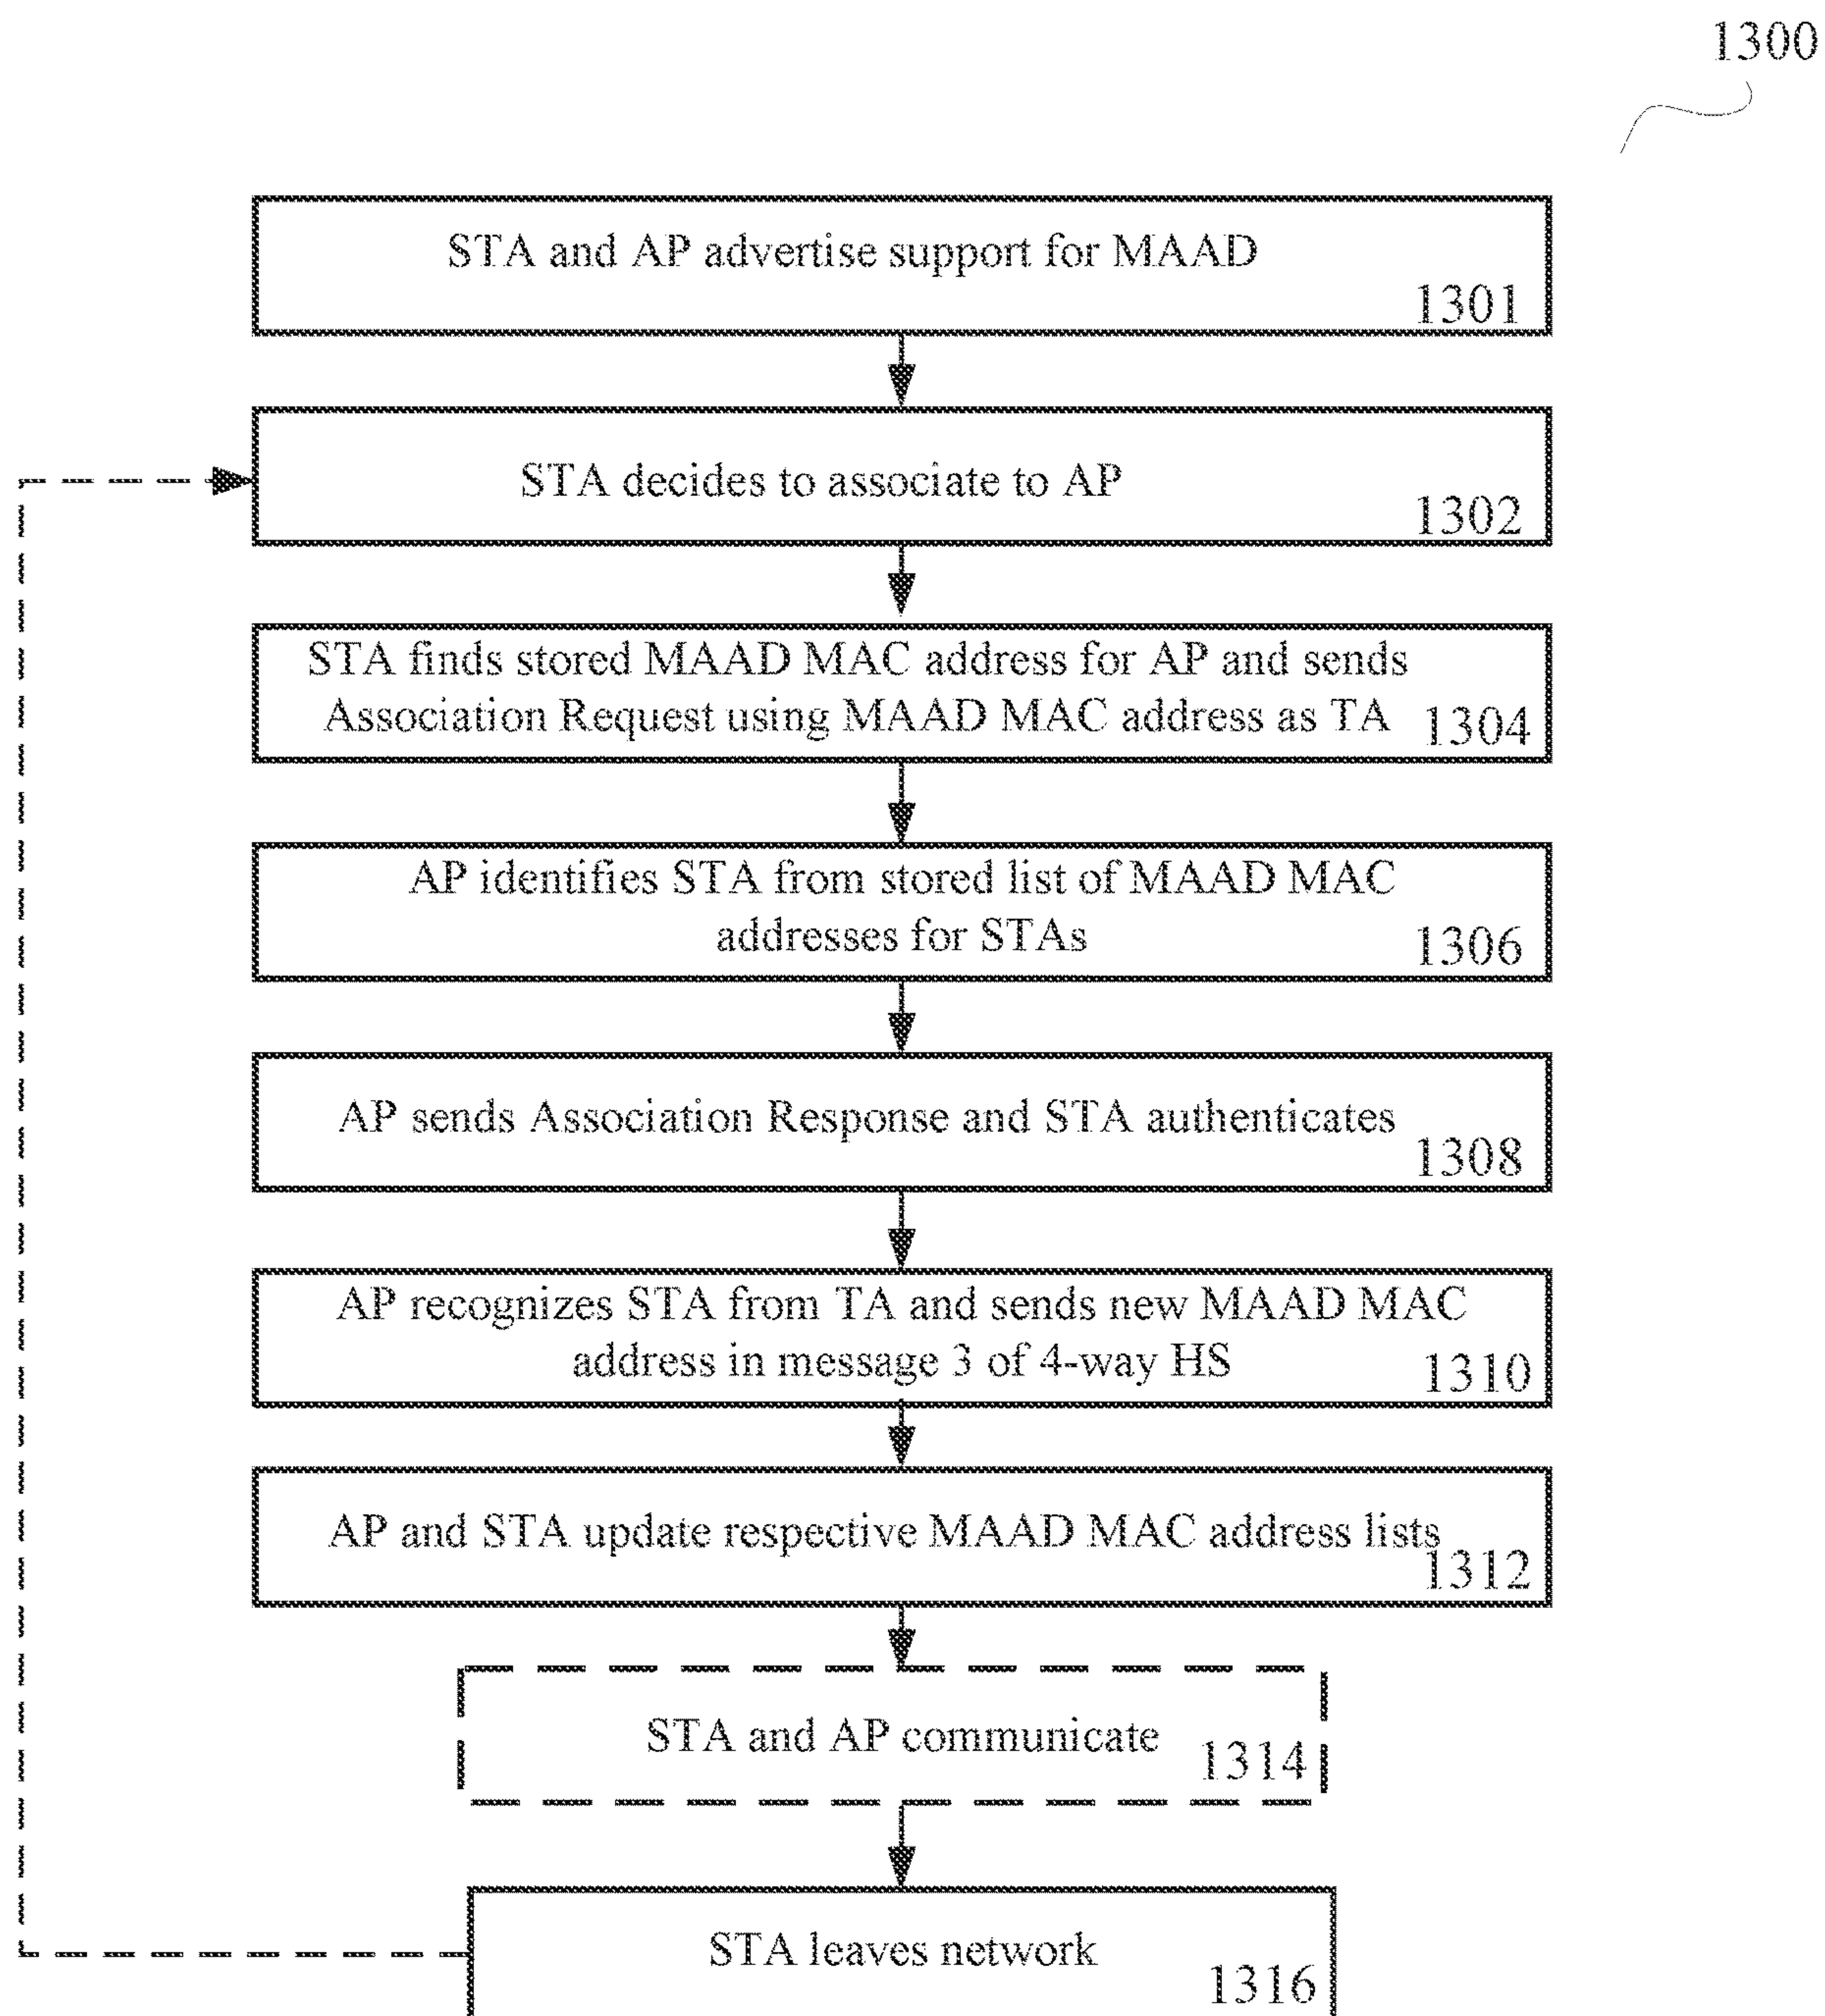 1300
STA and AP advertise support for MAAD
1301
STA decides to associate to AP
1302
STA finds stored MAAD MAC address for AP and sends
Association Request using MAAD MAC address as TA
1304
AP identifies STA from stored list of MAAD MAC
addresses for STAs
1306
AP sends Association Response and STA authenticates
1308
AP recognizes STA from TA and sends new MAAD MAC
address in message 3 of 4-way HS
1310
AP and STA update respective MAAD MAC address lists
1312
STA and AP communicate
1314
STA leaves network
1316